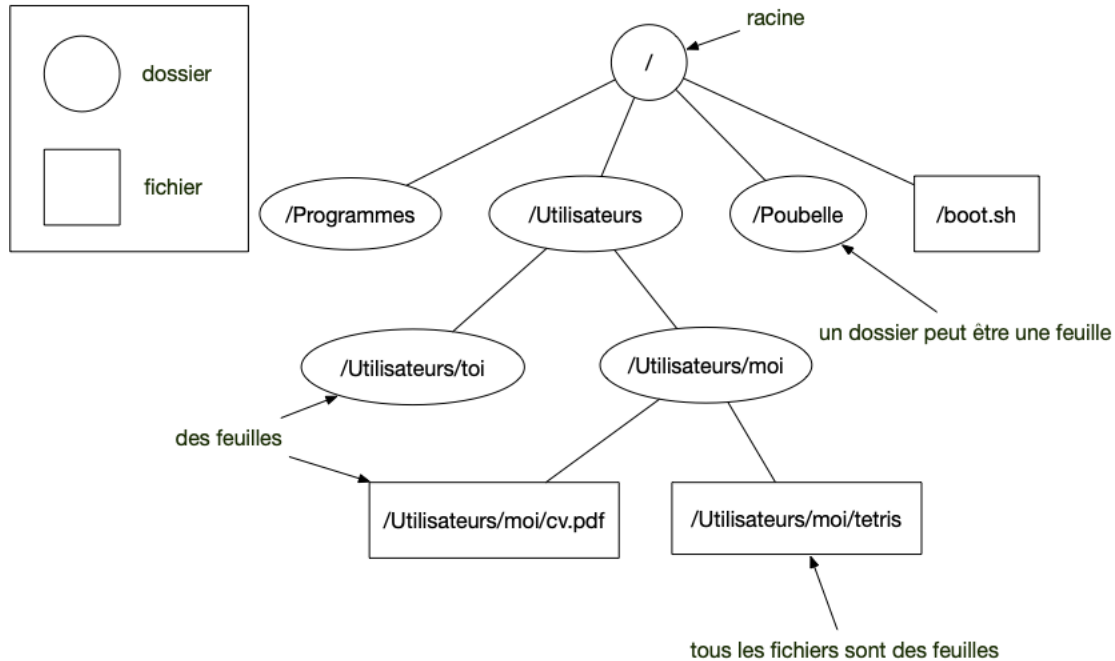 racine
dossier
/
fichier
/Programmes
/Utilisateurs
/Poubelle
/boot.sh
un dossier peut être une feuille
/Utilisateurs/toi
/Utilisateurs/moi
des feuilles
/Utilisateurs/moi/cv.pdf
/Utilisateurs/moi/tetris
tous les fichiers sont des feuilles